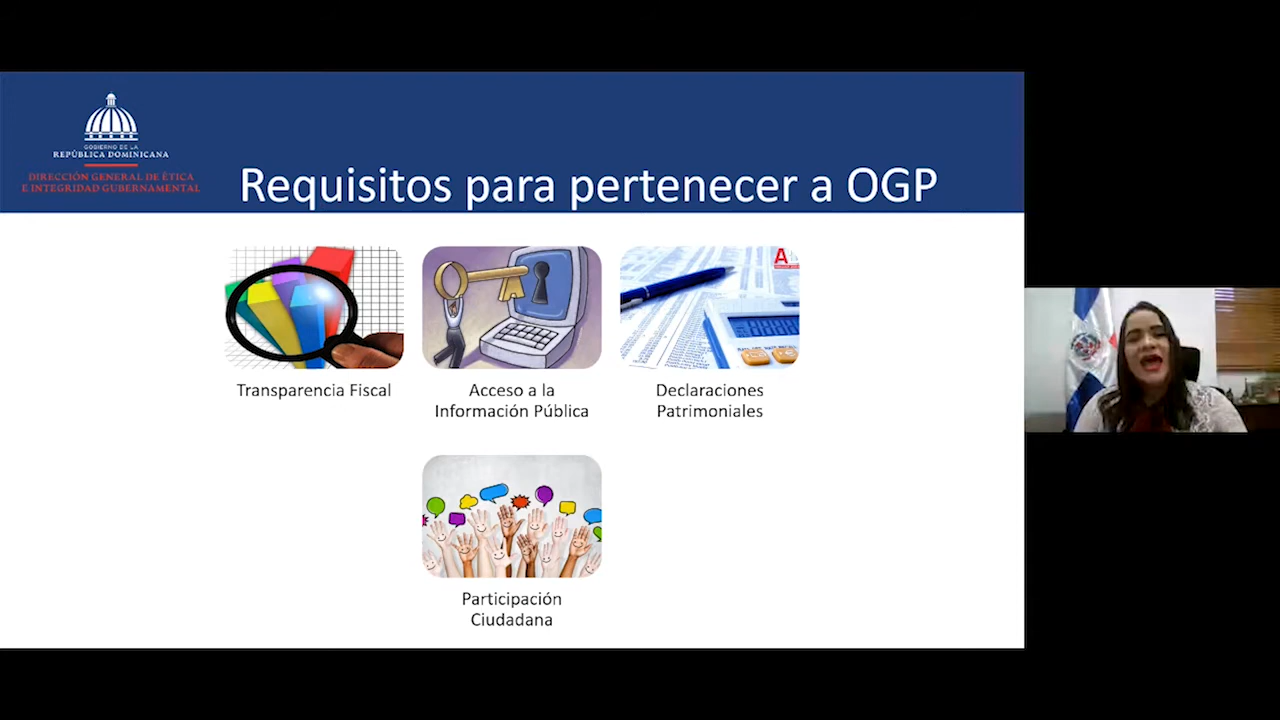 GOBIERNO DE LA
REPÚBLICA DOMINICANA
DIRECCIÓN GENERAL DE ÉTICA
E INTEGRIDAD GUBERNAMENTAL
Requisitos para pertenecer a OGP
Transparencia Fiscal
Acceso a la
Información Pública
Declaraciones
Patrimoniales
Participación
Ciudadana